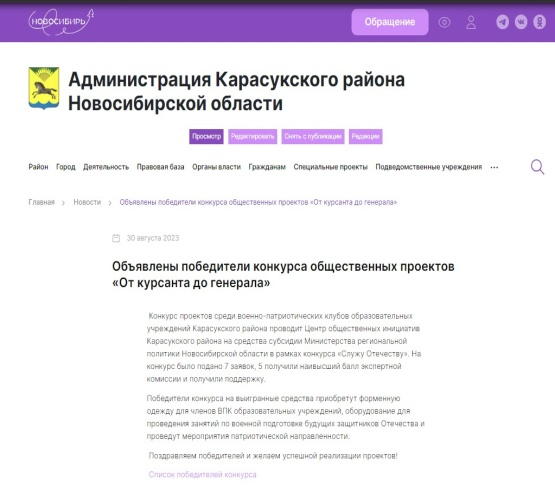 НОВОСИБИРЬ
Обращение
Администрация Карасукского района
Новосибирской области
Просмотр Редактировать Снять с публикации Редакции
Район Город Деятельность Правовая база Органы власти Гражданам Специальные проекты Подведомственные учреждения ...
Главная > Новости > Объявлены победители конкурса общественных проектов «От курсанта до генерала»
30 августа 2023
Объявлены победители конкурса общественных проектов
«От курсанта до генерала»
Конкурс проектов среди военно-патриотических клубов образовательных
учреждений Карасукского района проводит Центр общественных инициатив
Карасукского района на средства субсидии Министерства региональной
политики Новосибирской области в рамках конкурса «Служу Отечеству». На
конкурс было подано 7 заявок, 5 получили наивысший балл экспертной
комиссии и получили поддержку.
Победители конкурса на выигранные средства приобретут форменную
одежду для членов ВПК образовательных учреждений, оборудование для
проведения занятий по военной подготовке будущих защитников Отечества и
проведут мероприятия патриотической направленности.
Поздравляем победителей и желаем успешной реализации проектов!
Список победителей конкурса